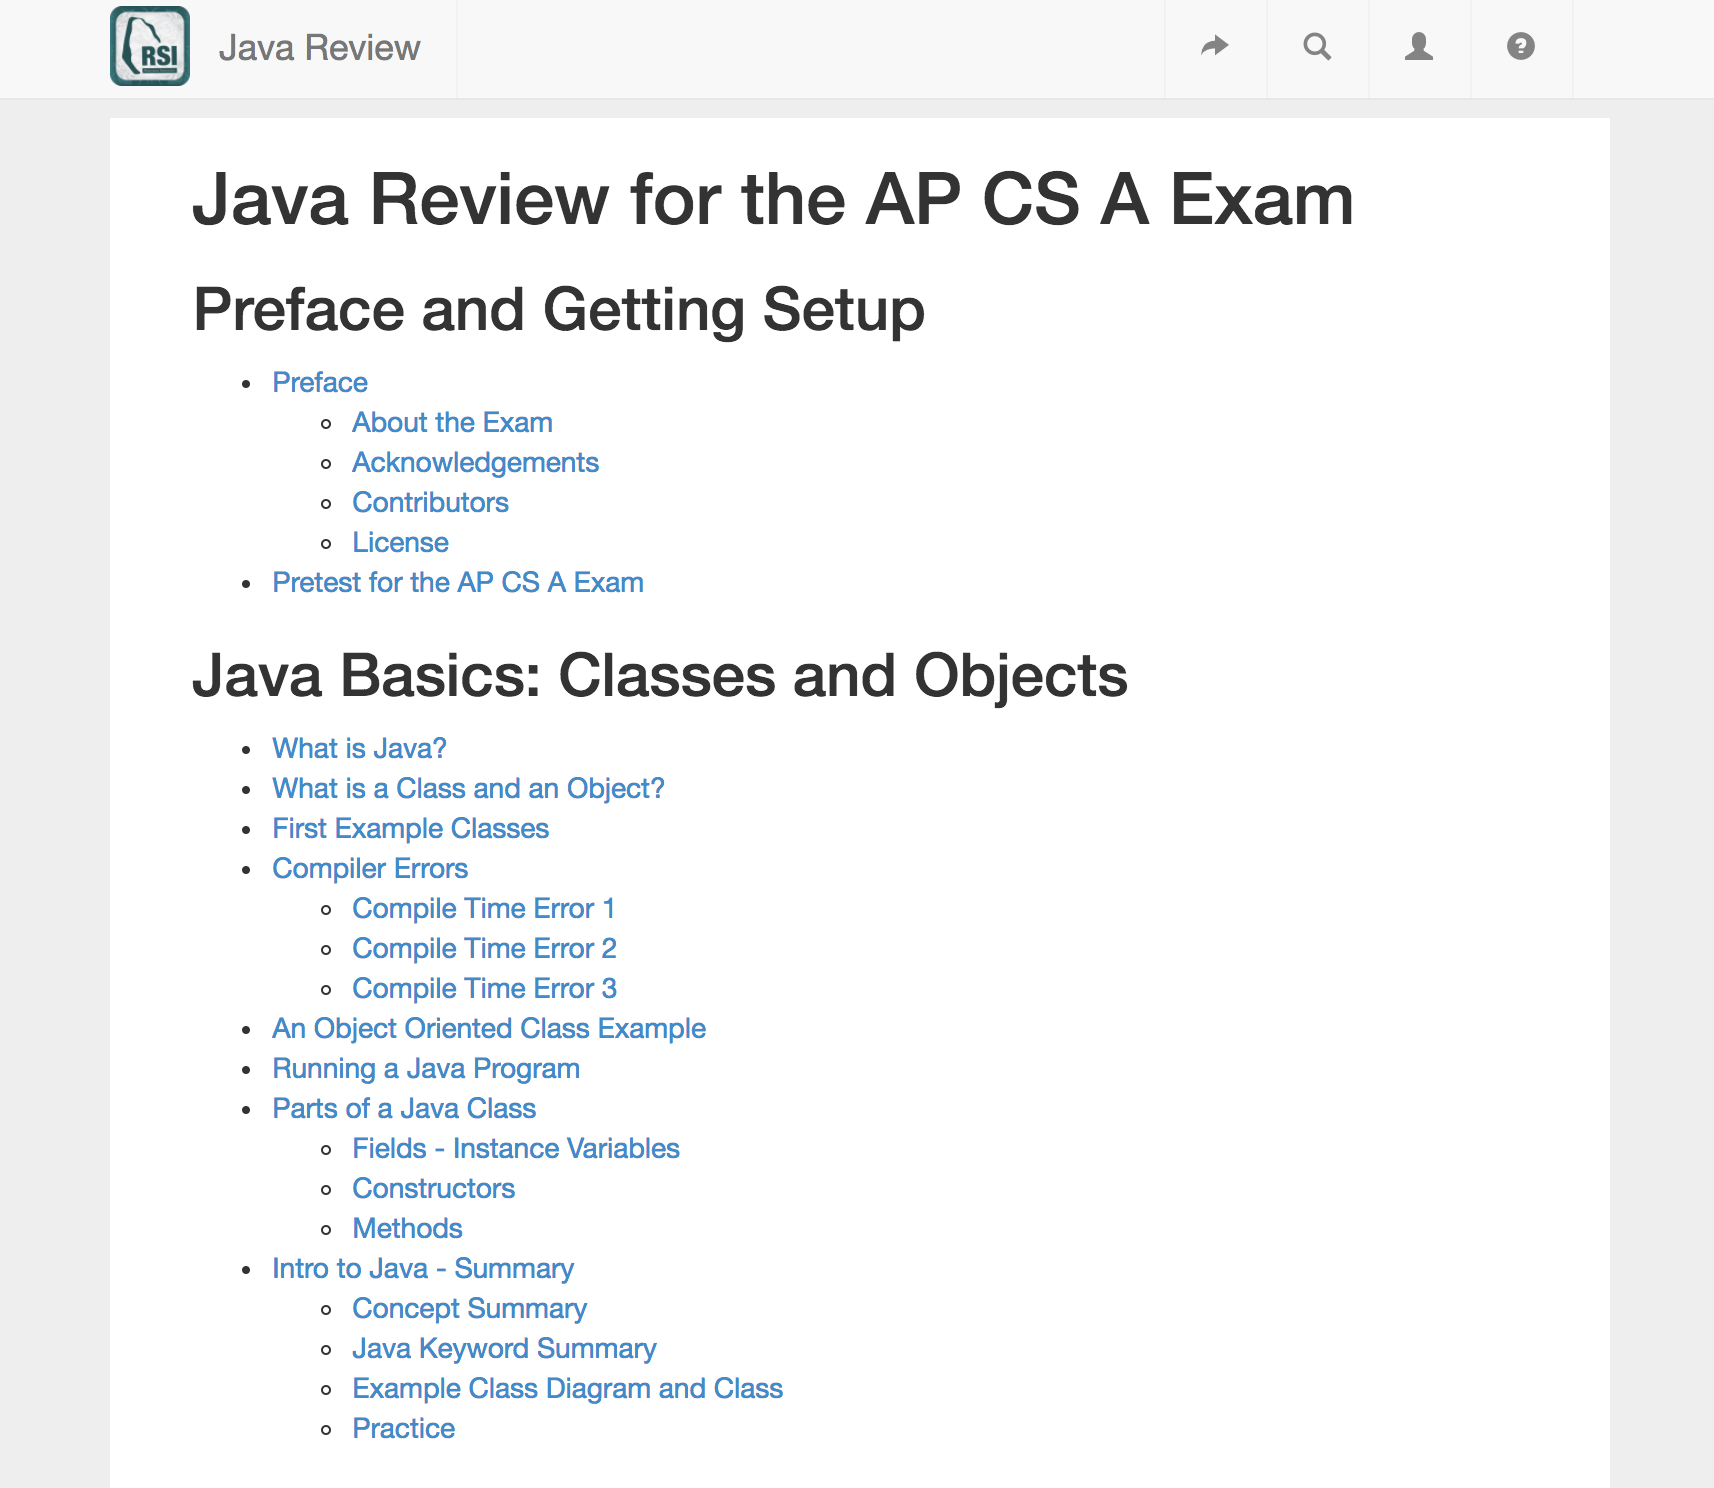 RSI
Java Review
Java Review for the AP CS A Exam
Preface and Getting Setup
Preface
About the Exam
Acknowledgements
Contributors
License
Pretest for the AP CS A Exam
Java Basics: Classes and Objects
What is Java?
What is a Class and an Object?
First Example Classes
Compiler Errors
Compile Time Error 1
Compile Time Error 2
Compile Time Error 3
An Object Oriented Class Example
Running a Java Program
Parts of a Java Class
Fields - Instance Variables
Constructors
Methods
Intro to Java - Summary
Concept Summary
Java Keyword Summary
Example Class Diagram and Class
Practice